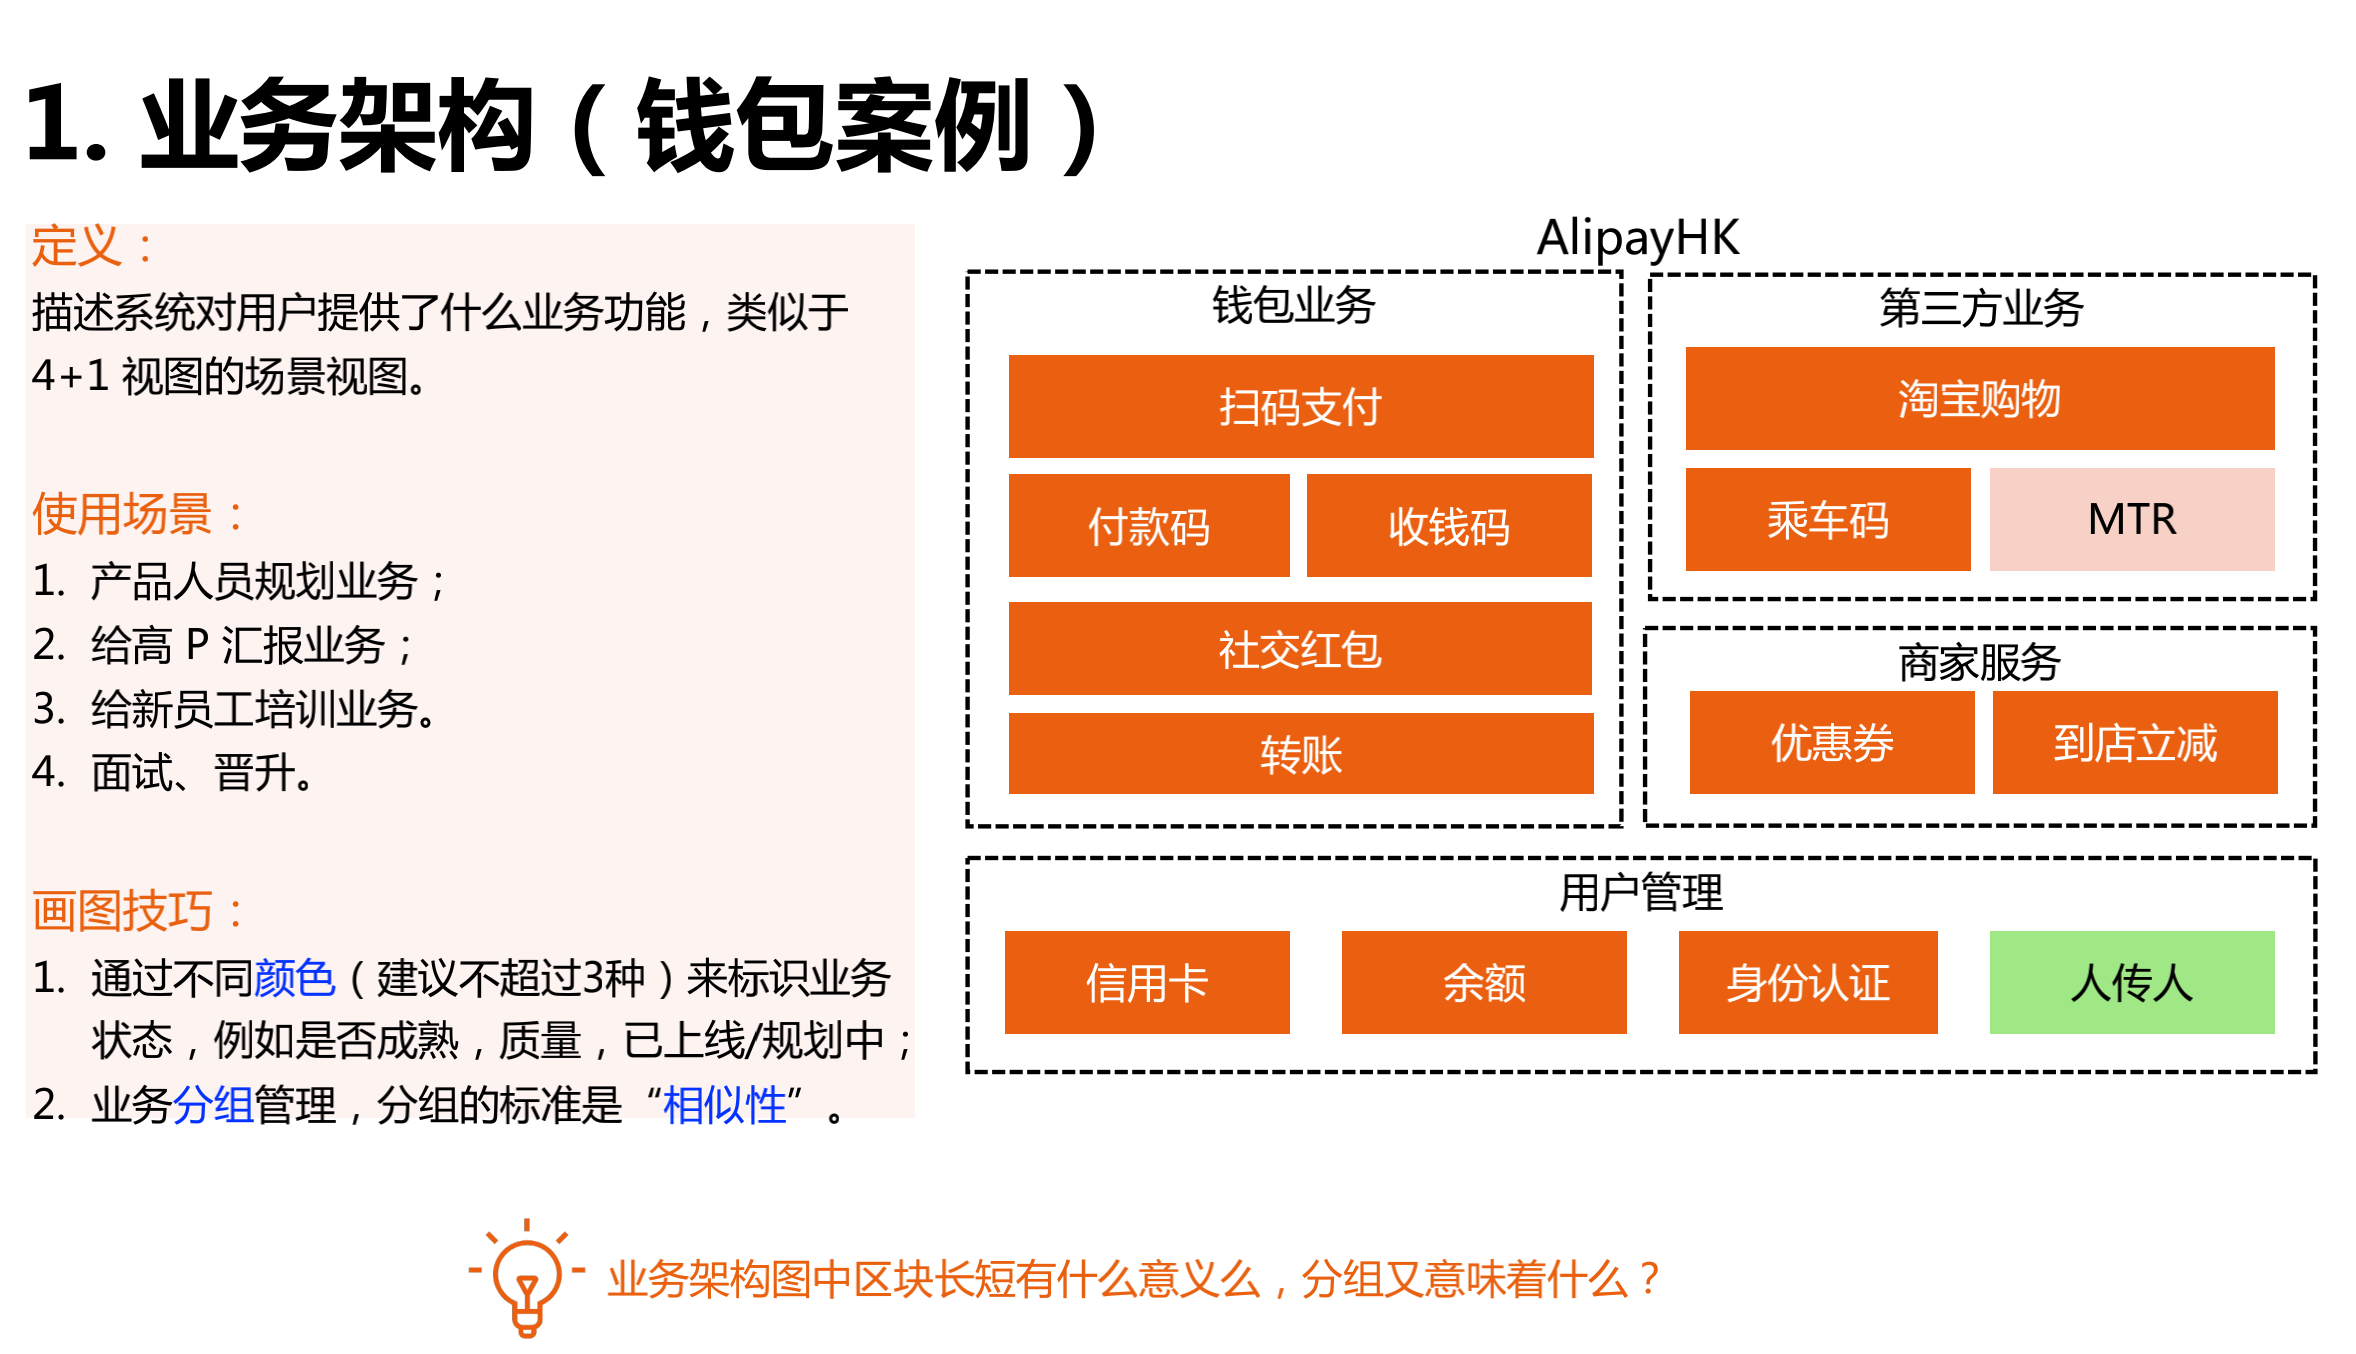 1. 业务架构（钱包案例）
定义：
描述系统对用户提供了什么业务功能，类似于
4+1 视图的场景视图。
使用场景：
1. 产品人员规划业务；
2. 给高 P 汇报业务；
3. 给新员工培训业务。
4. 面试、晋升。
画图技巧：
1. 通过不同颜色（建议不超过3种）来标识业务
状态，例如是否成熟，质量，已上线/规划中；
2. 业务分组管理，分组的标准是“相似性”。
AlipayHK
钱包业务
扫码支付
付款码
收钱码
社交红包
转账
第三方业务
淘宝购物
乘车码
MTR
商家服务
优惠券
到店立减
用户管理
信用卡
余额
身份认证
人传人
业务架构图中区块长短有什么意义么，分组又意味着什么？